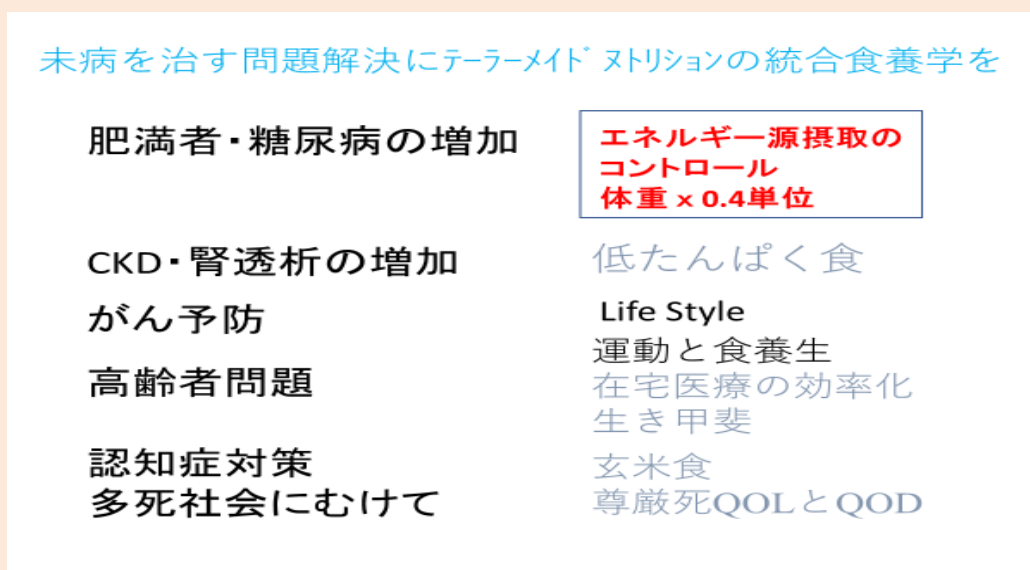 未病を治す問題解決にﾃｰﾗｰﾒｲﾄﾞ ﾇﾄﾘｼｮﾝの統合食養学を
肥満者・糖尿病の増加
エネルギー源摂取の
コントロール
体重 x 0.4単位
CKD・腎透析の増加
低たんぱく食
がん予防
Life Style
運動と食養生
高齢者問題
在宅医療の効率化
生き甲斐
認知症対策
玄米食
多死社会にむけて
尊厳死QOLとQOD